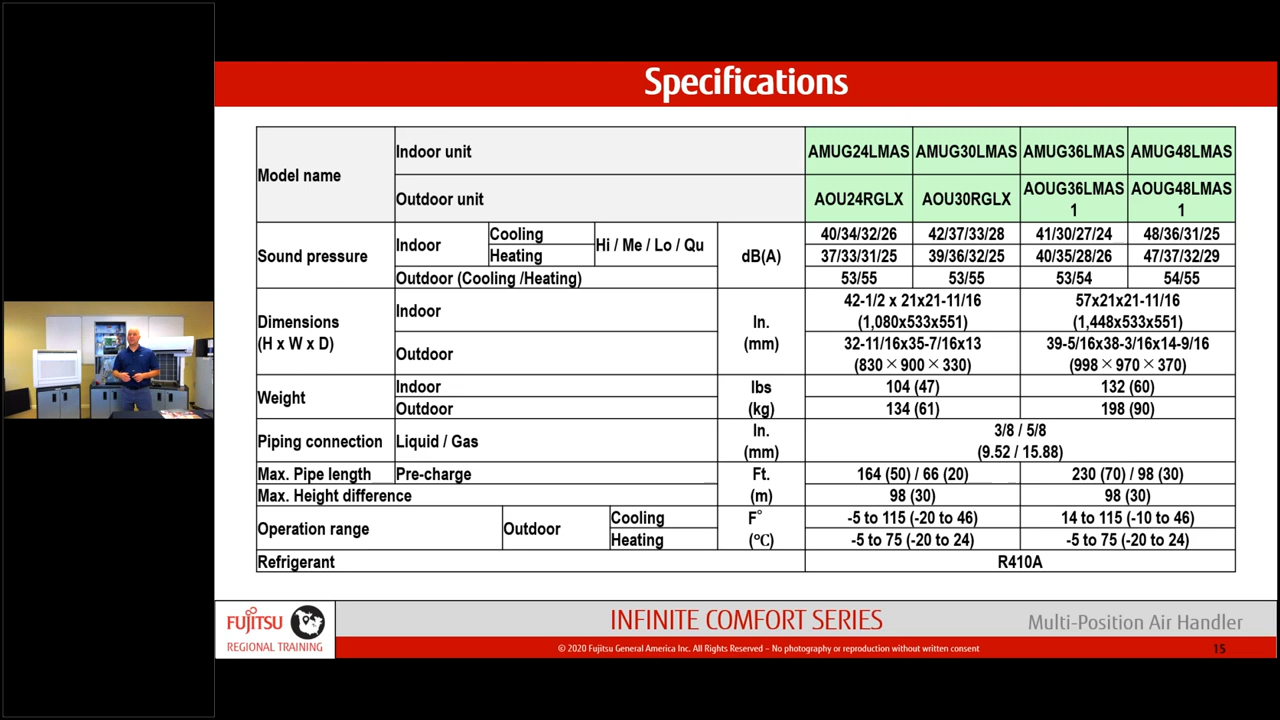 Specifications
Model name
Indoor unit
AMUG24LMAS AMUG30LMAS AMUG36LMAS AMUG48LMAS
Outdoor unit
AOU24RGLX AOU30RGLX AOUG36LMAS1 AOUG48LMAS1
Sound pressure
Indoor
Cooling
Hi / Me / Lo / Qu
dB(A)
40/34/32/26 42/37/33/28 41/30/27/24 48/36/31/25
Heating
37/33/31/25 39/36/32/25 40/35/28/26 47/37/32/29
Outdoor (Cooling /Heating)
53/55 53/55 53/54 54/55
Dimensions
(H x W x D)
Indoor
In.
(mm)
42-1/2 x 21x21-11/16
(1,080x533x551)
57x21x21-11/16
(1,448x533x551)
Outdoor
32-11/16x35-7/16x13
(830×900×330)
39-5/16x38-3/16x14-9/16
(998×970×370)
Weight
Indoor
lbs
(kg)
104 (47) 132 (60)
Outdoor
134 (61) 198 (90)
Piping connection
Liquid / Gas
In.
(mm)
3/8 / 5/8
(9.52 / 15.88)
Max. Pipe length
Pre-charge
Ft.
(m)
164 (50) / 66 (20) 230 (70) / 98 (30)
Max. Height difference
98 (30) 98 (30)
Operation range
Outdoor
Cooling
F°
(℃)
-5 to 115 (-20 to 46) 14 to 115 (-10 to 46)
Heating
-5 to 75 (-20 to 24) -5 to 75 (-20 to 24)
Refrigerant
R410A
FUJITSU
REGIONAL TRAINING
INFINITE COMFORT SERIES
Multi-Position Air Handler
© 2020 Fujitsu General America Inc. All Rights Reserved – No photography or reproduction without written consent
15